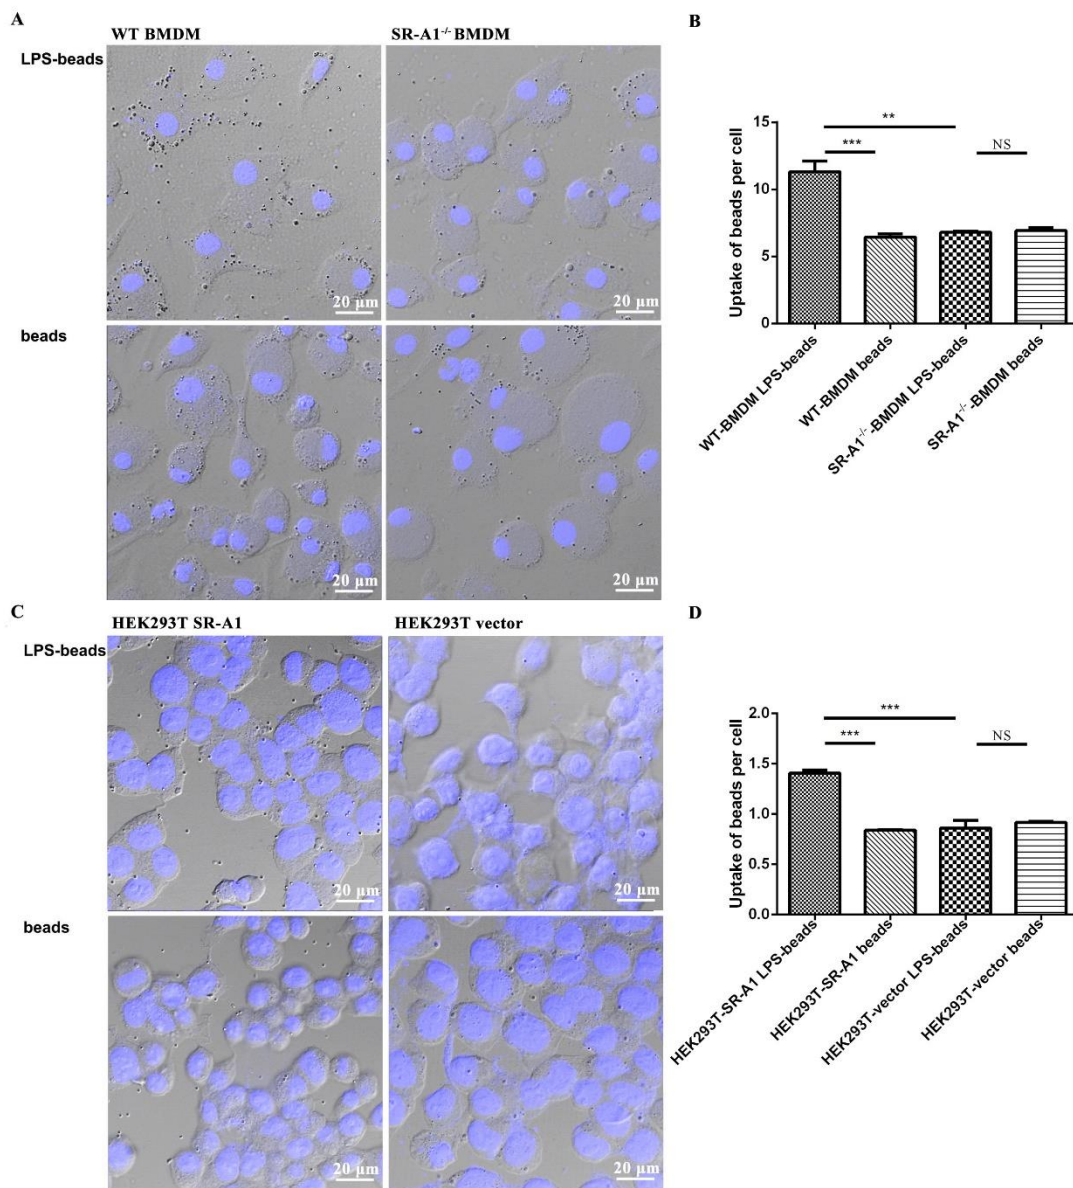 A
WT BMDM
SR-A1-/- BMDM
LPS-beads
20 μm
20 μm
beads
20 μm
20 μm
B
Uptake of beads per cell
15
10
5
0
**
***
NS
WT-BMDM LPS-beads
WT-BMDM beads
SR-A1-/--BMDM LPS-beads
SR-A1-/--BMDM beads
C
HEK293T SR-A1
HEK293T vector
LPS-beads
20 μm
20 μm
beads
20 μm
20 μm
D
Uptake of beads per cell
2.0
1.5
1.0
0.5
0.0
***
***
NS
HEK293T-SR-A1 LPS-beads
HEK293T-SR-A1 beads
HEK293T-vector LPS-beads
HEK293T-vector beads